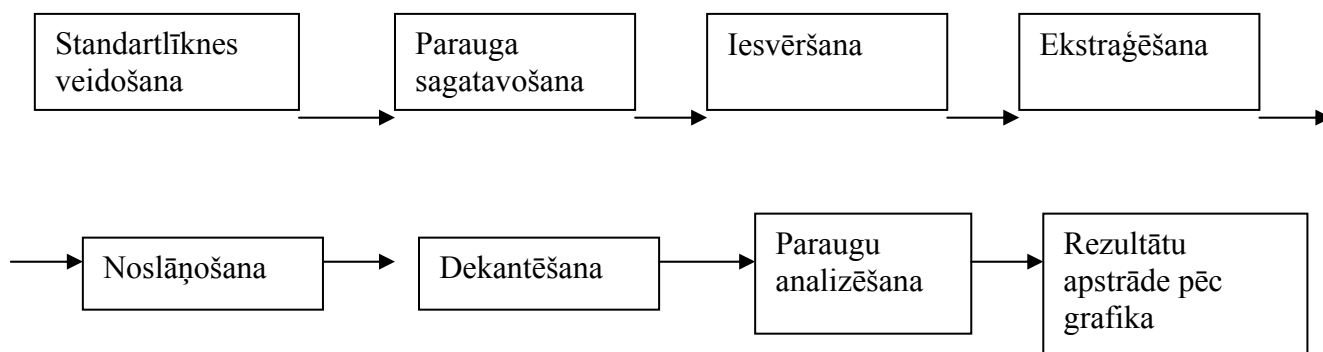 Standartlīknes
veidošana
Parauga
sagatavošana
Iesvēršana
Ekstraģēšana
Noslāņošana
Dekantēšana
Paraugu
analizēšana
Rezultātu
apstrāde pēc
grafika